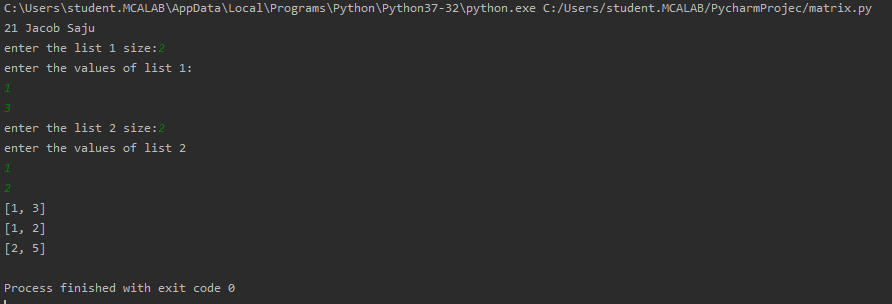 C:\Users\student.MCALAB\AppData\Local\Programs\Python\Python37-32\python.exe C:/Users/student.MCALAB/PycharmProjec/matrix.py
21 Jacob Saju
enter the list 1 size:2
enter the values of list 1:
1
3
enter the list 2 size:2
enter the values of list 2
1
2
[1, 3]
[1, 2]
[2, 5]
Process finished with exit code 0